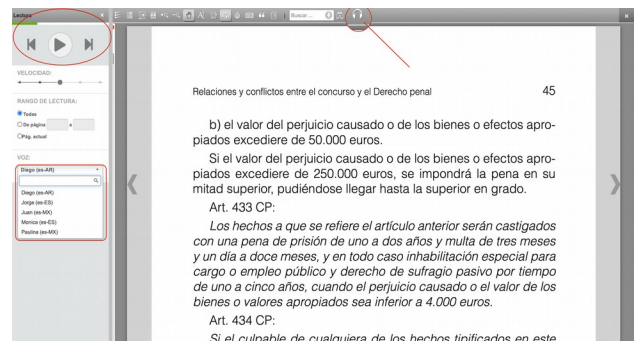 Lectura
Buscar ...
VELOCIDAD:
RANGO DE LECTURA:
Todas
De página a
Pág. actual
VOZ:
Diego (es-AR)
Diego (es-AR)
Jorge (es-ES)
Juan (es-MX)
Monica (es-ES)
Paulina (es-MX)
Relaciones y conflictos entre el concurso y el Derecho penal 45
b) el valor del perjuicio causado o de los bienes o efectos apro-
piados excediere de 50.000 euros.
Si el valor del perjuicio causado o de los bienes o efectos apro-
piados excediere de 250.000 euros, se impondrá la pena en su
mitad superior, pudiéndose llegar hasta la superior en grado.
Art. 433 CP:
Los hechos a que se refiere el artículo anterior serán castigados
con una pena de prisión de uno a dos años y multa de tres meses
y un día a doce meses, y en todo caso inhabilitación especial para
cargo o empleo público y derecho de sufragio pasivo por tiempo
de uno a cinco años, cuando el perjuicio causado o el valor de los
bienes o valores apropiados sea inferior a 4.000 euros.
Art. 434 CP:
Si el culpable de cualquiera de los hechos tipificados en este